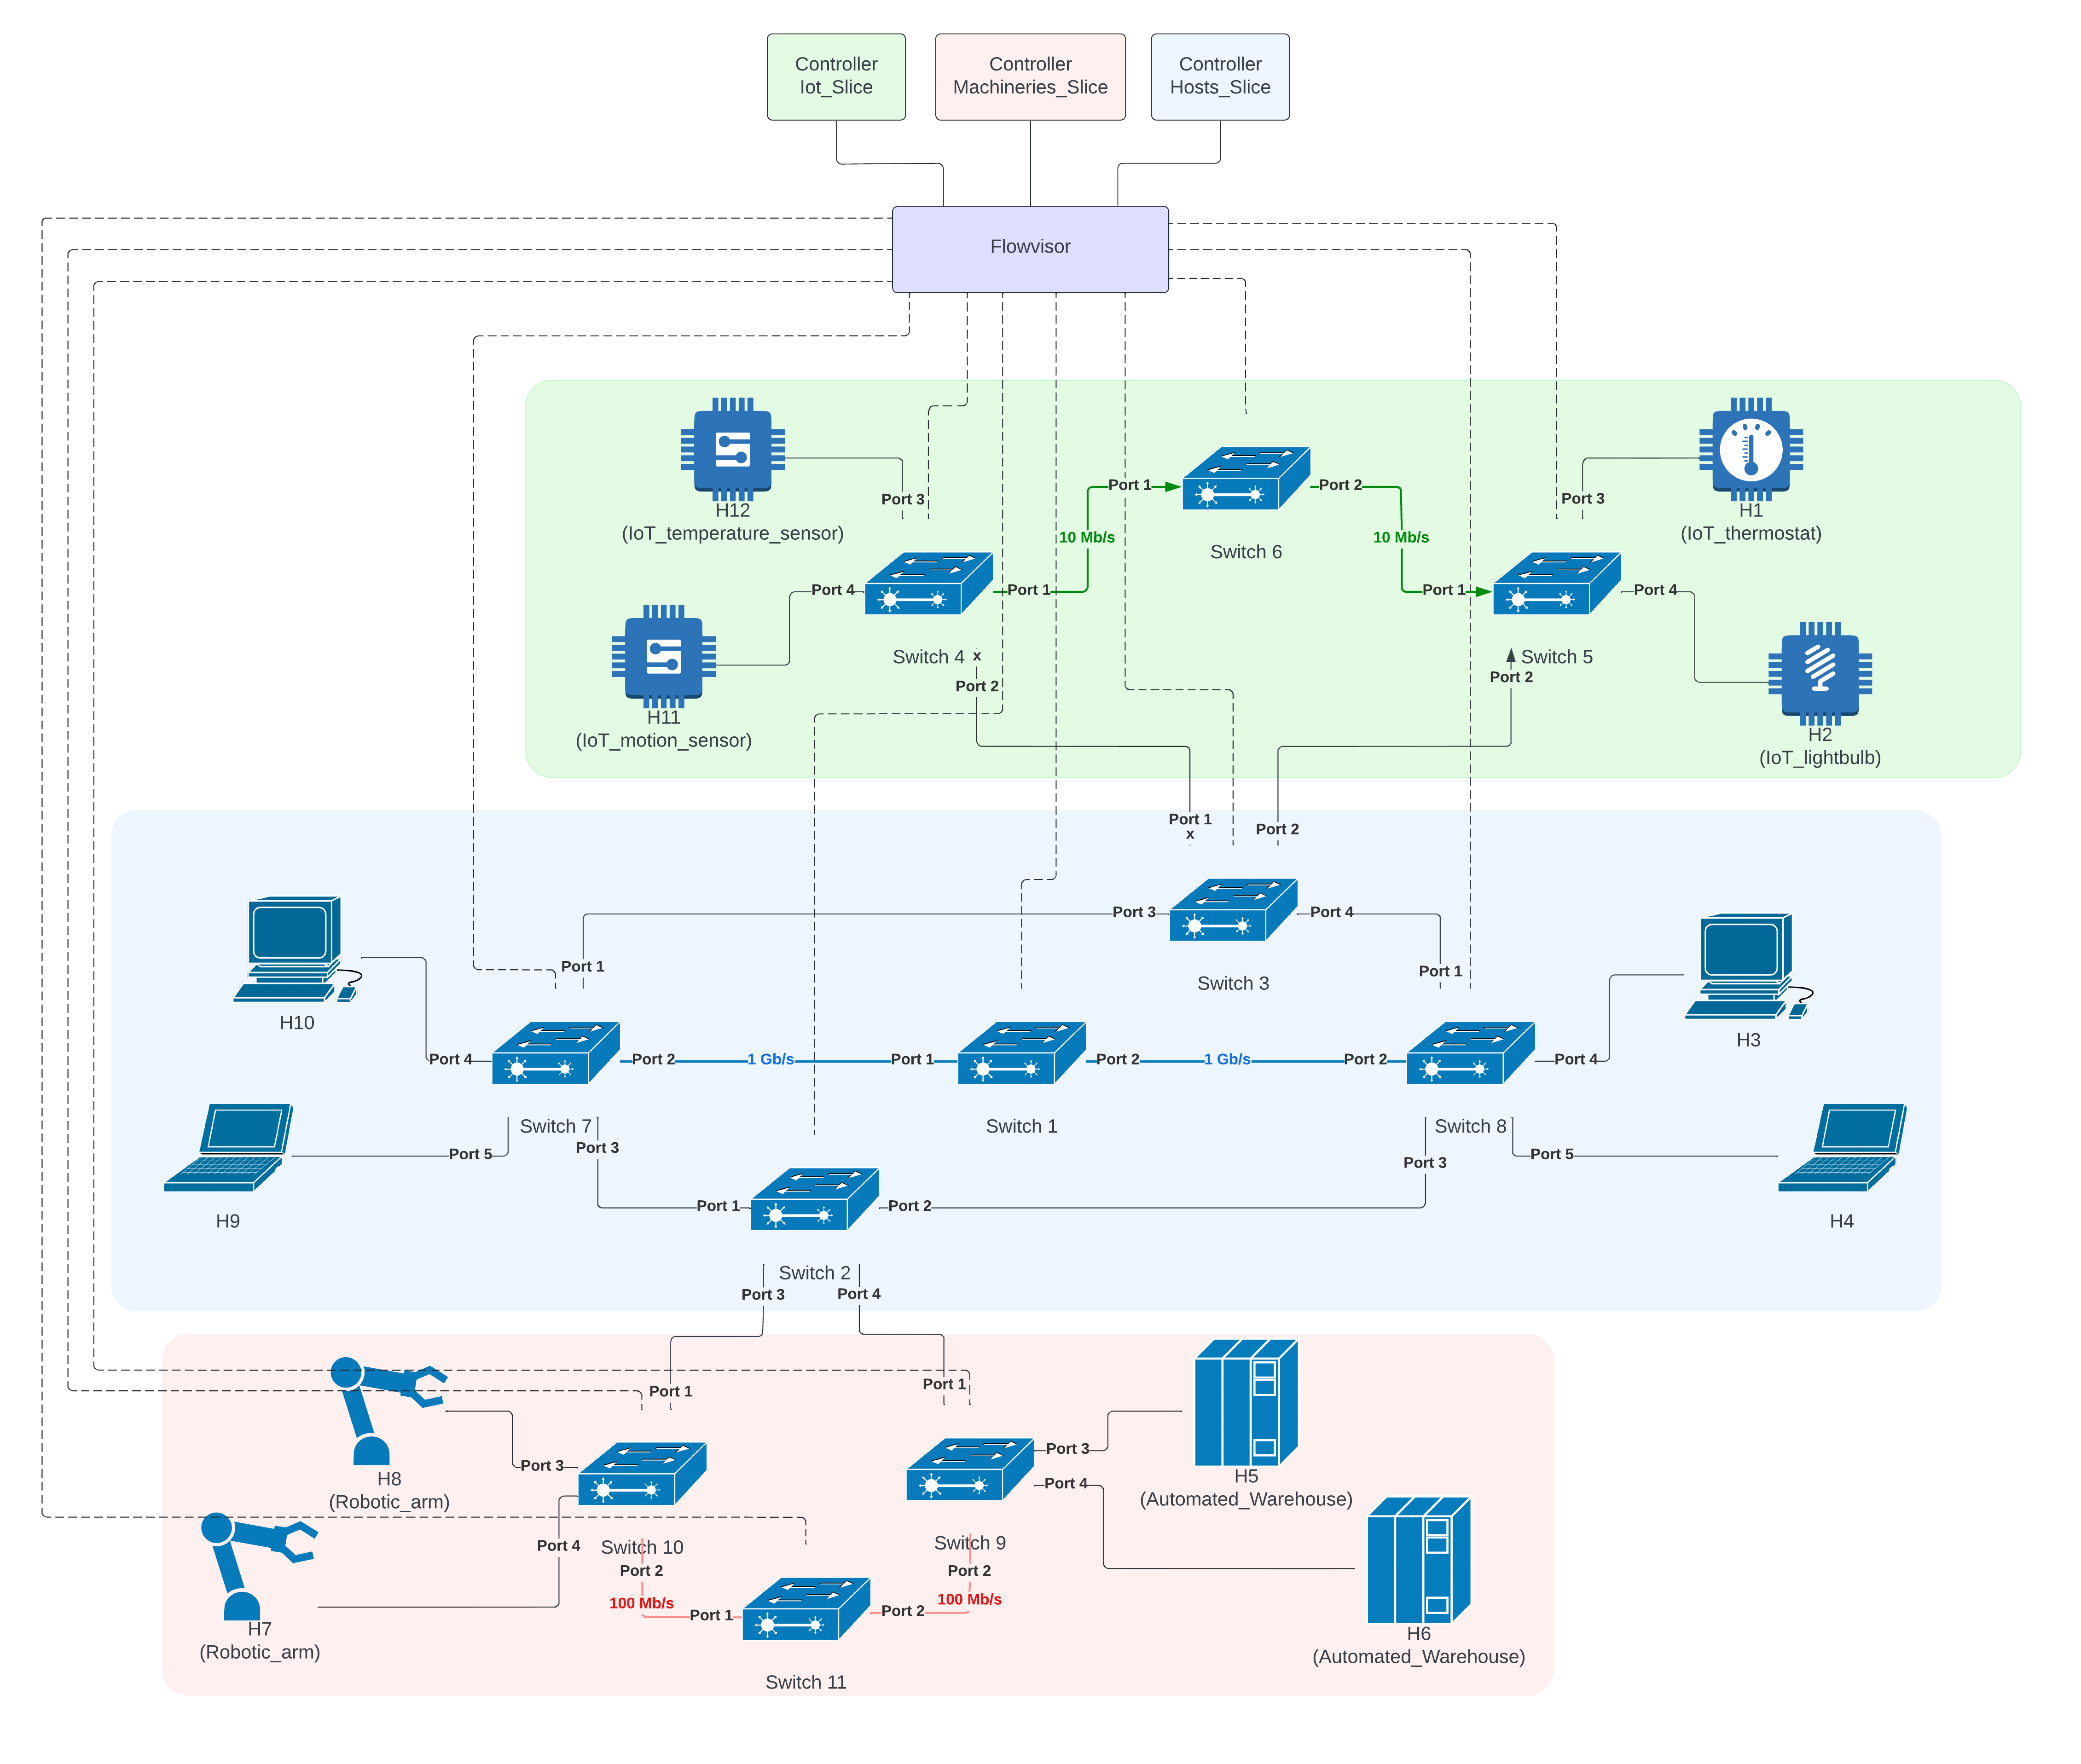 Controller
Iot_Slice
Controller
Machineries_Slice
Controller
Hosts_Slice
Flowvisor
H12
(IoT_temperature_sensor)
Port 3
Port 1
Port 2
Port 3
H1
(IoT_thermostat)
10 Mb/s
Switch 6
10 Mb/s
Port 4
Port 1
Port 1
Port 4
Switch 4
x
Port 2
Switch 5
Port 2
H11
(IoT_motion_sensor)
H2
(IoT_lightbulb)
Port 1
x
Port 2
Port 3
Port 4
Port 1
Switch 3
Port 1
H10
H3
Port 4
Port 2
1 Gb/s
Port 1
Port 2
1 Gb/s
Port 2
Port 4
Switch 7
Switch 1
Switch 8
Port 5
Port 3
Port 3
Port 5
H9
Port 1
Port 2
H4
Switch 2
Port 3
Port 4
Port 1
Port 1
H8
(Robotic_arm)
Port 3
Port 3
Port 4
H5
(Automated_Warehouse)
Port 4
Switch 10
Switch 9
Port 2
Port 2
100 Mb/s
100 Mb/s
Port 1
Port 2
H7
(Robotic_arm)
H6
(Automated_Warehouse)
Switch 11